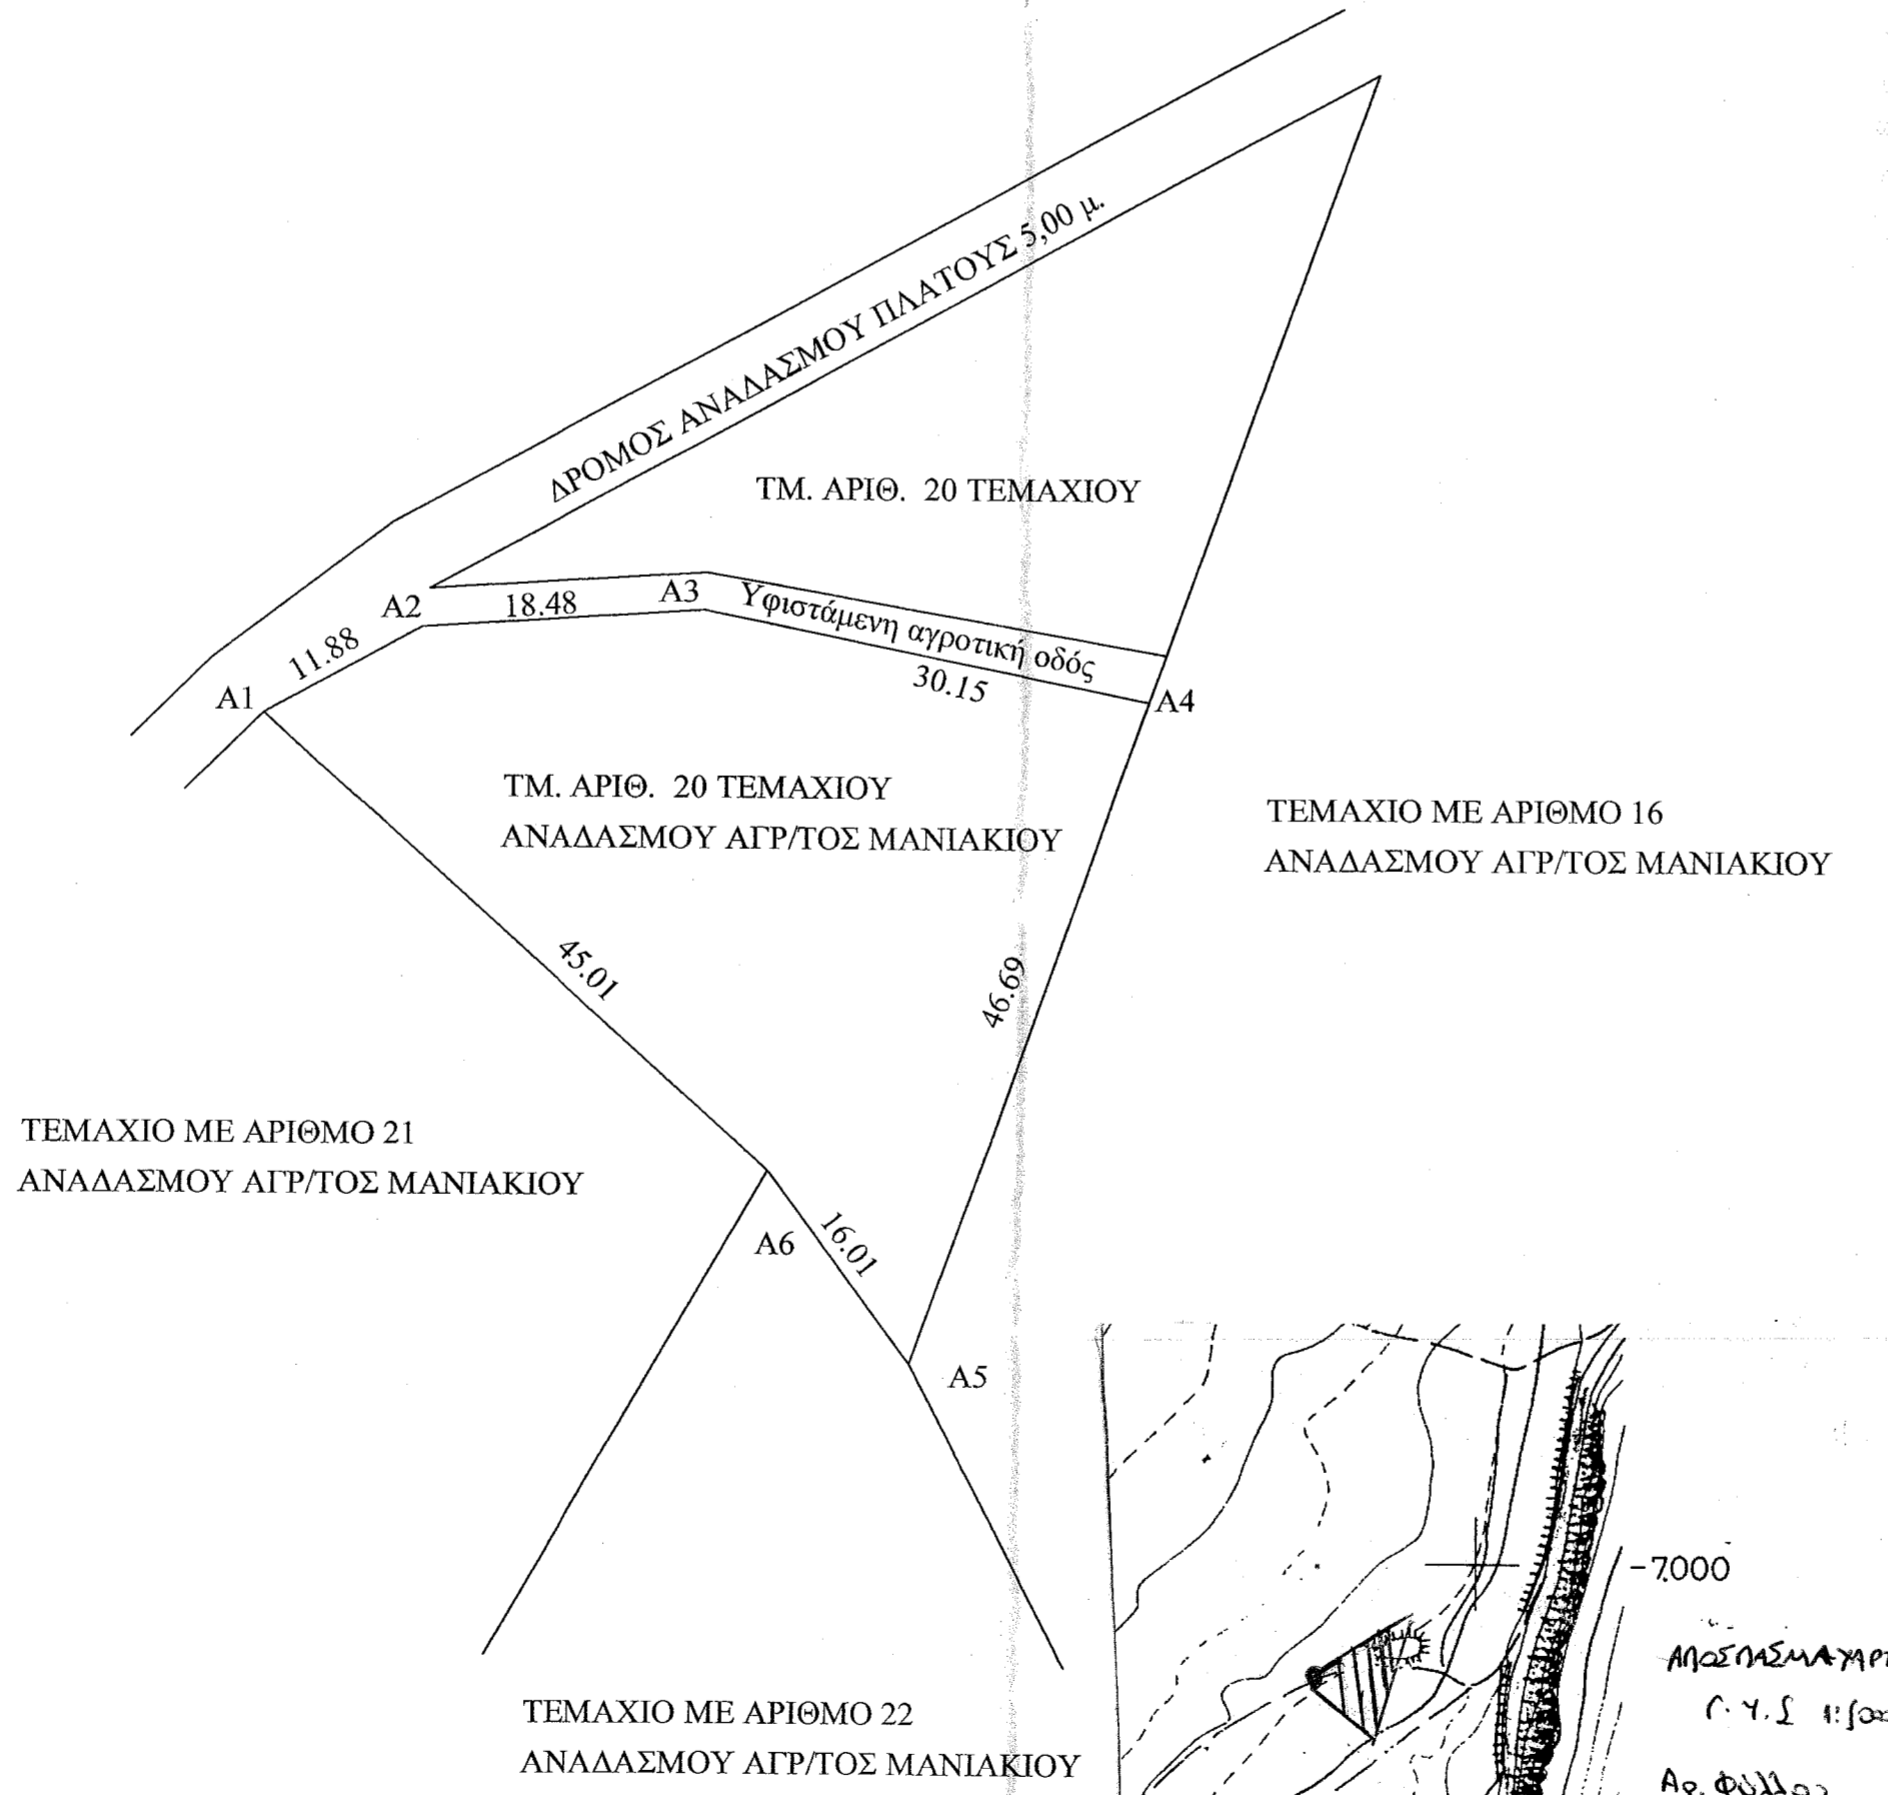 ΔΡΟΜΟΣ ΑΝΑΔΑΣΜΟΥ ΠΛΑΤΟΥΣ 5,00 μ.
ΤΜ. ΑΡΙΘ. 20 ΤΕΜΑΧΙΟΥ
A2
18.48
A3
Υφιστάμενη αγροτική οδός
11.88
30.15
A1
A4
ΤΜ. ΑΡΙΘ. 20 ΤΕΜΑΧΙΟΥ
ΑΝΑΔΑΣΜΟΥ ΑΓΡ/ΤΟΣ ΜΑΝΙΑΚΙΟΥ
ΤΕΜΑΧΙΟ ΜΕ ΑΡΙΘΜΟ 16
ΑΝΑΔΑΣΜΟΥ ΑΓΡ/ΤΟΣ ΜΑΝΙΑΚΙΟΥ
45.01
46.69
ΤΕΜΑΧΙΟ ΜΕ ΑΡΙΘΜΟ 21
ΑΝΑΔΑΣΜΟΥ ΑΓΡ/ΤΟΣ ΜΑΝΙΑΚΙΟΥ
A6
16.01
A5
-7.000
Γ.Υ.Σ
Αρ. Φύλλου
ΤΕΜΑΧΙΟ ΜΕ ΑΡΙΘΜΟ 22
ΑΝΑΔΑΣΜΟΥ ΑΓΡ/ΤΟΣ ΜΑΝΙΑΚΙΟΥ